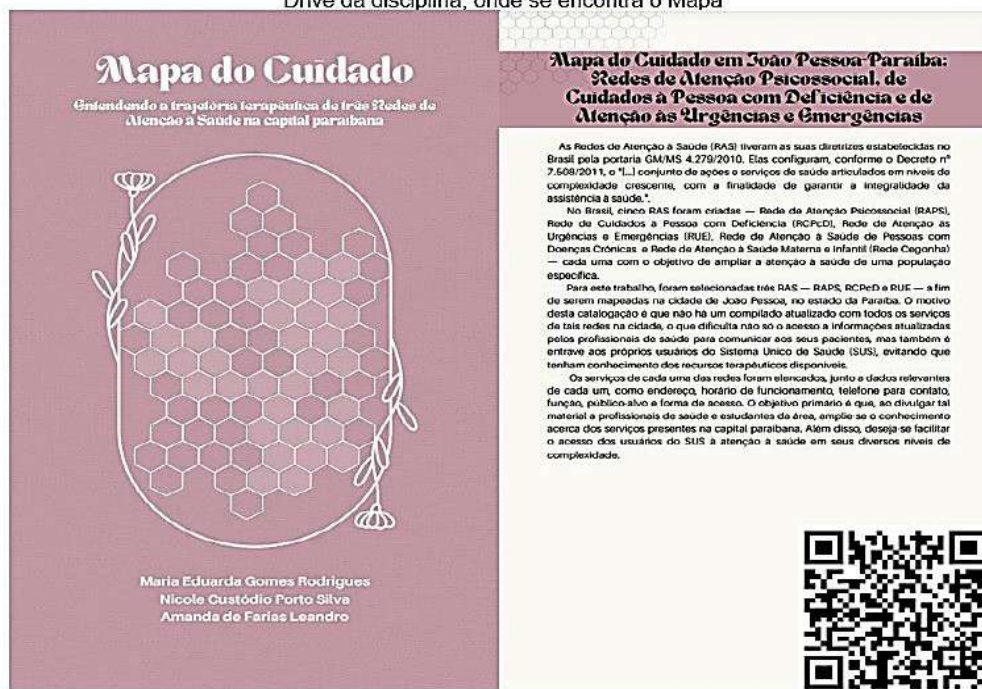 Drive da disciplina, onde se encontra o Mapa
Mapa do Cuidado
Entendendo a trajetória terapêutica de três Redes de
Atenção à Saúde na capital paraibana
Maria Eduarda Gomes Rodrigues
Nicole Custódio Porto Silva
Amanda de Farias Leandro
Mapa do Cuidado em João Pessoa-Paraíba:
Redes de Atenção Psicossocial, de
Cuidados à Pessoa com Deficiência e de
Atenção às Urgências e Emergências
As Redes de Atenção à Saúde (RAS) tiveram as suas diretrizes estabelecidas no
Brasil pela portaria GM/MS 4.279/2010. Elas configuram, conforme o Decreto nº
7.508/2011, o "[...] conjunto de ações e serviços de saúde articulados em níveis de
complexidade crescente, com a finalidade de garantir a integralidade da
assistência à saúde.".
No Brasil, cinco RAS foram criadas — Rede de Atenção Psicossocial (RAPS),
Rede de Cuidados à Pessoa com Deficiência (RCPcD), Rede de Atenção às
Urgências e Emergências (RUE), Rede de Atenção à Saúde de Pessoas com
Doenças Crônicas e Rede de Atenção à Saúde Materna e Infantil (Rede Cegonha)
— cada uma com o objetivo de ampliar a atenção à saúde de uma população
específica.
Para este trabalho, foram selecionadas três RAS — RAPS, RCPcD e RUE — a fim
de serem mapeadas na cidade de João Pessoa, no estado da Paraíba. O motivo
desta catalogação é que não há um compilado atualizado com todos os serviços
de tais redes na cidade, o que dificulta não só o acesso a informações atualizadas
pelos profissionais de saúde para comunicar aos seus pacientes, mas também é
entrave aos próprios usuários do Sistema Único de Saúde (SUS), evitando que
tenham conhecimento dos recursos terapêuticos disponíveis.
Os serviços de cada uma das redes foram elencados, junto a dados relevantes
de cada um, como endereço, horário de funcionamento, telefone para contato,
função, público-alvo e forma de acesso. O objetivo primário é que, ao divulgar tal
material a profissionais de saúde e estudantes da área, amplie-se o conhecimento
acerca dos serviços presentes na capital paraibana. Além disso, deseja-se facilitar
o acesso dos usuários do SUS à atenção à saúde em seus diversos níveis de
complexidade.